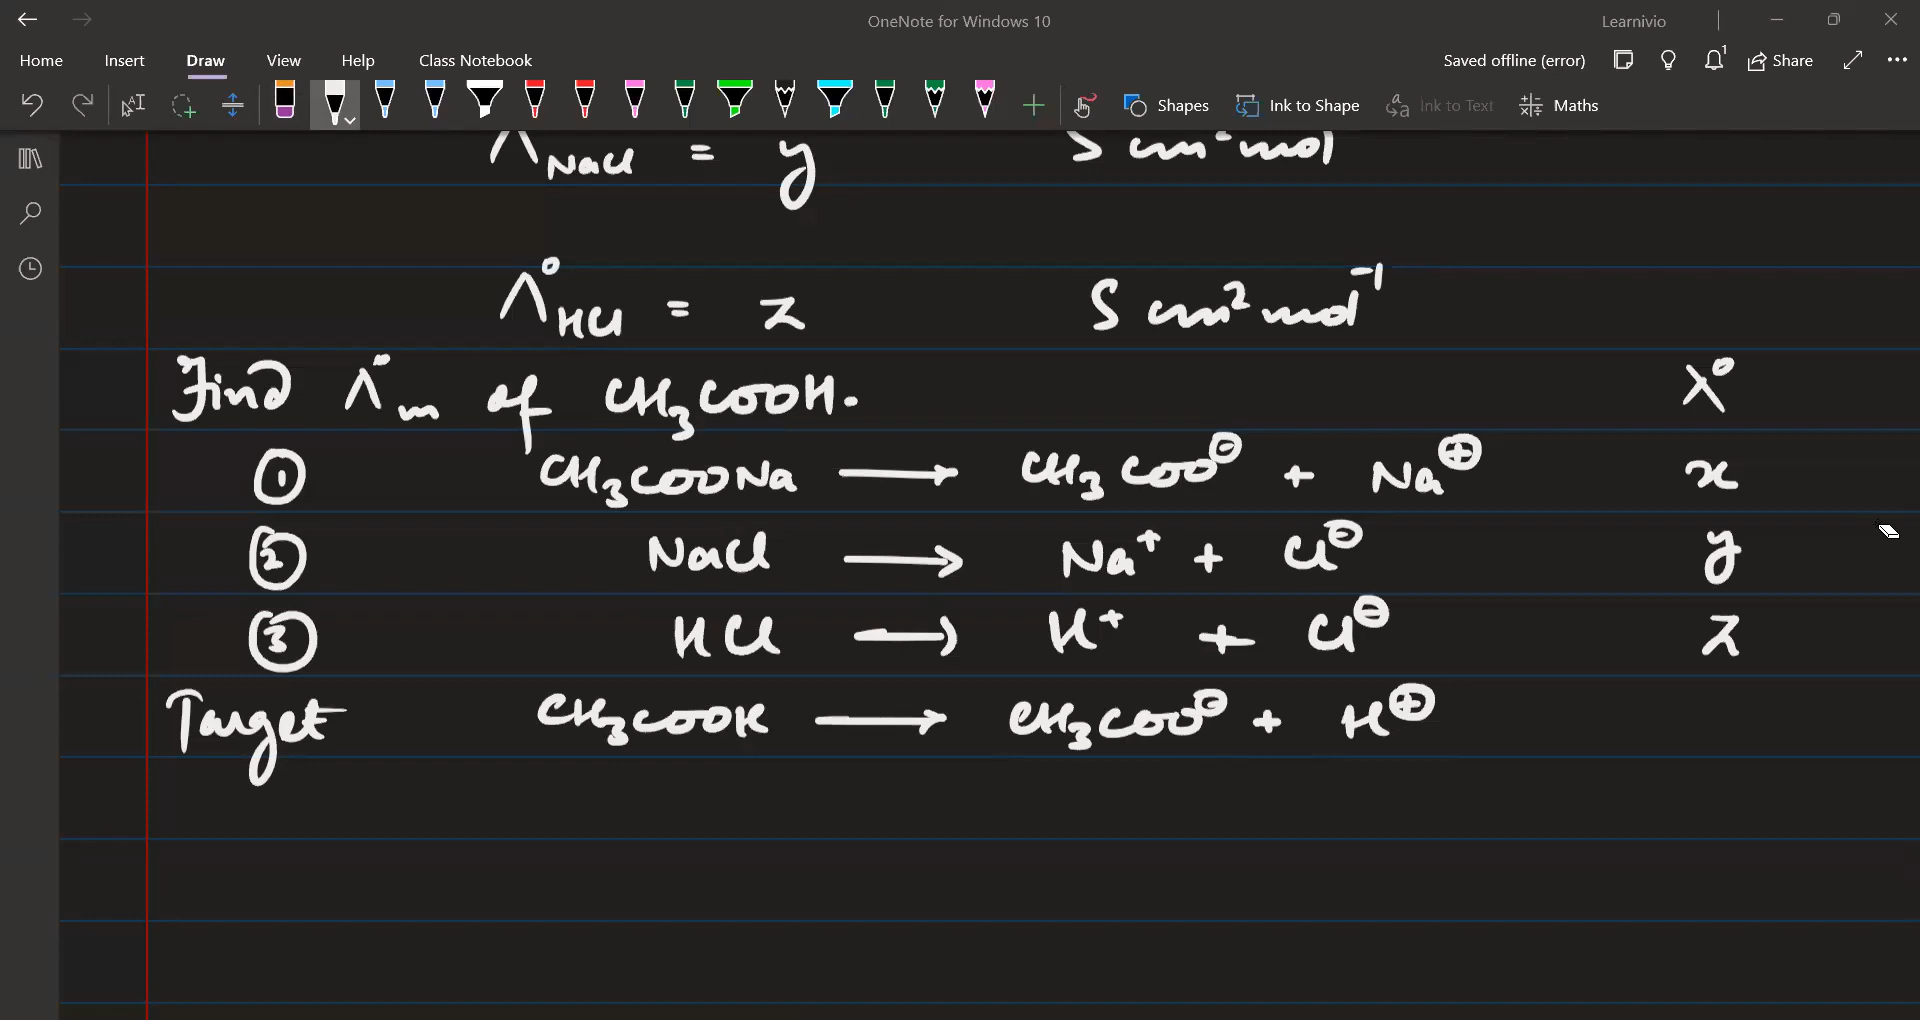 OneNote for Windows 10 Learnivio
Home Insert Draw View Help Class Notebook Saved offline (error) 1 Share
Shapes Ink to Shape Ink to Text Maths
Λ NaCl = y S cm² mol
Λ° HCl = z S cm² mol⁻¹
Find Λ°m of CH₃COOH. λ°
① CH₃COONa ⟶ CH₃COO⊖ + Na⊕ x
② NaCl ⟶ Na⁺ + Cl⊖ y
③ HCl ⟶ H⁺ + Cl⊖ z
Target CH₃COOH ⟶ CH₃COO⊖ + H⊕